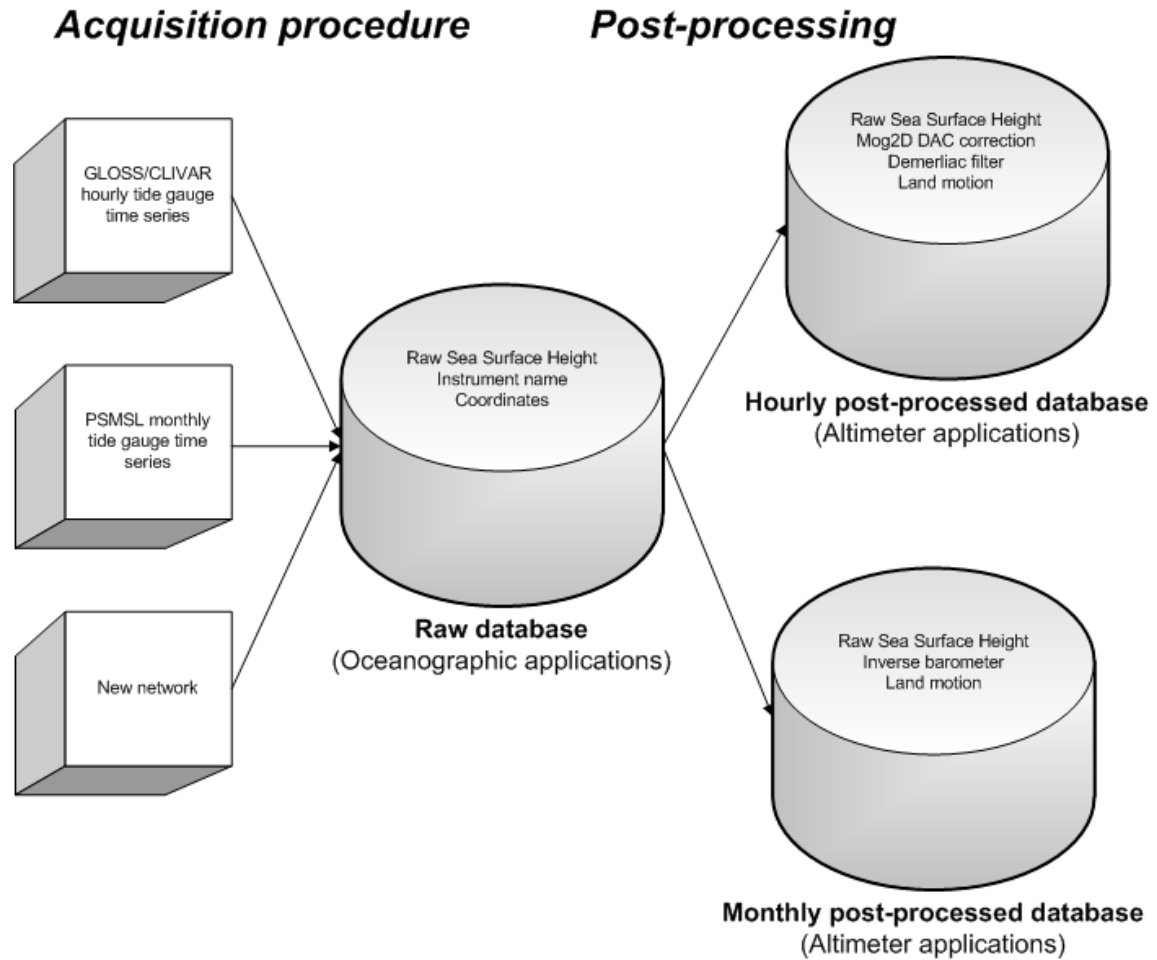 Acquisition procedure
Post-processing
GLOSS/CLIVAR
hourly tide gauge
time series
PSMSL monthly
tide gauge time
series
New network
Raw Sea Surface Height
Instrument name
Coordinates
Raw database
(Oceanographic applications)
Raw Sea Surface Height
Mog2D DAC correction
Demerliac filter
Land motion
Hourly post-processed database
(Altimeter applications)
Raw Sea Surface Height
Inverse barometer
Land motion
Monthly post-processed database
(Altimeter applications)